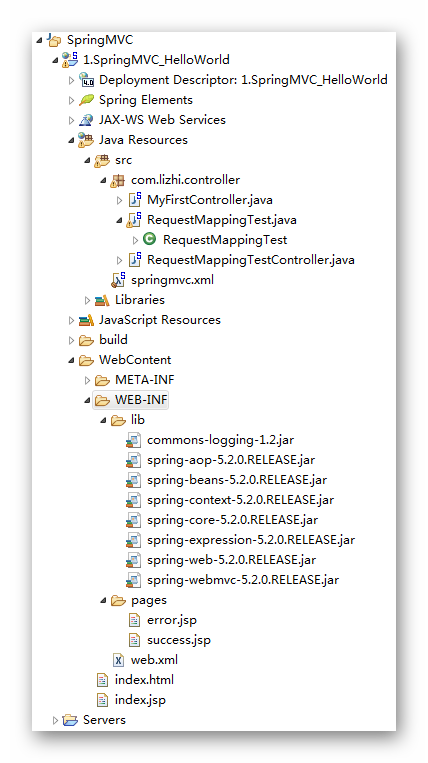 SpringMVC
1.SpringMVC_HelloWorld
Deployment Descriptor: 1.SpringMVC_HelloWorld
Spring Elements
JAX-WS Web Services
Java Resources
src
com.lizhi.controller
MyFirstController.java
RequestMappingTest.java
RequestMappingTest
RequestMappingTestController.java
springmvc.xml
Libraries
JavaScript Resources
build
WebContent
META-INF
WEB-INF
lib
commons-logging-1.2.jar
spring-aop-5.2.0.RELEASE.jar
spring-beans-5.2.0.RELEASE.jar
spring-context-5.2.0.RELEASE.jar
spring-core-5.2.0.RELEASE.jar
spring-expression-5.2.0.RELEASE.jar
spring-web-5.2.0.RELEASE.jar
spring-webmvc-5.2.0.RELEASE.jar
pages
error.jsp
success.jsp
web.xml
index.html
index.jsp
Servers